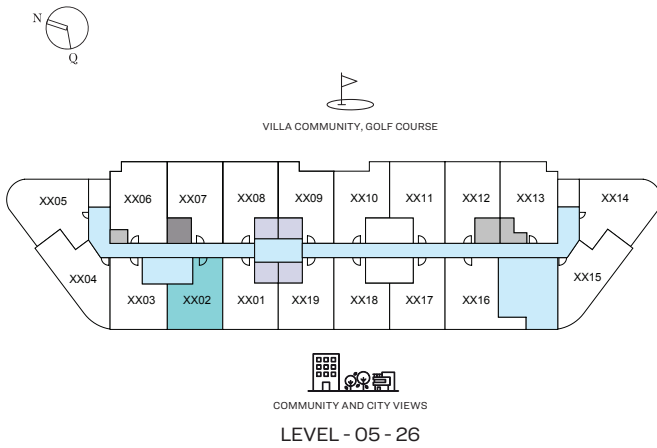 N
Q
VILLA COMMUNITY, GOLF COURSE
XX05 XX06 XX07 XX08 XX09 XX10 XX11 XX12 XX13 XX14
XX04 XX03 XX02 XX01 XX19 XX18 XX17 XX16 XX15
COMMUNITY AND CITY VIEWS
LEVEL - 05 - 26